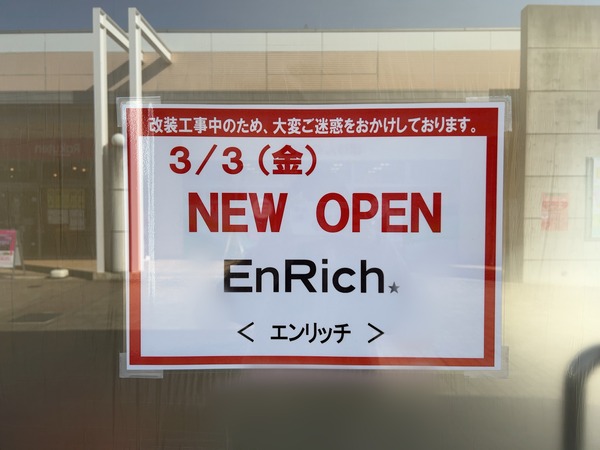 改装工事中のため、大変ご迷惑をおかけしております。
3/3(金)
NEW OPEN
EnRich★
< エンリッチ >